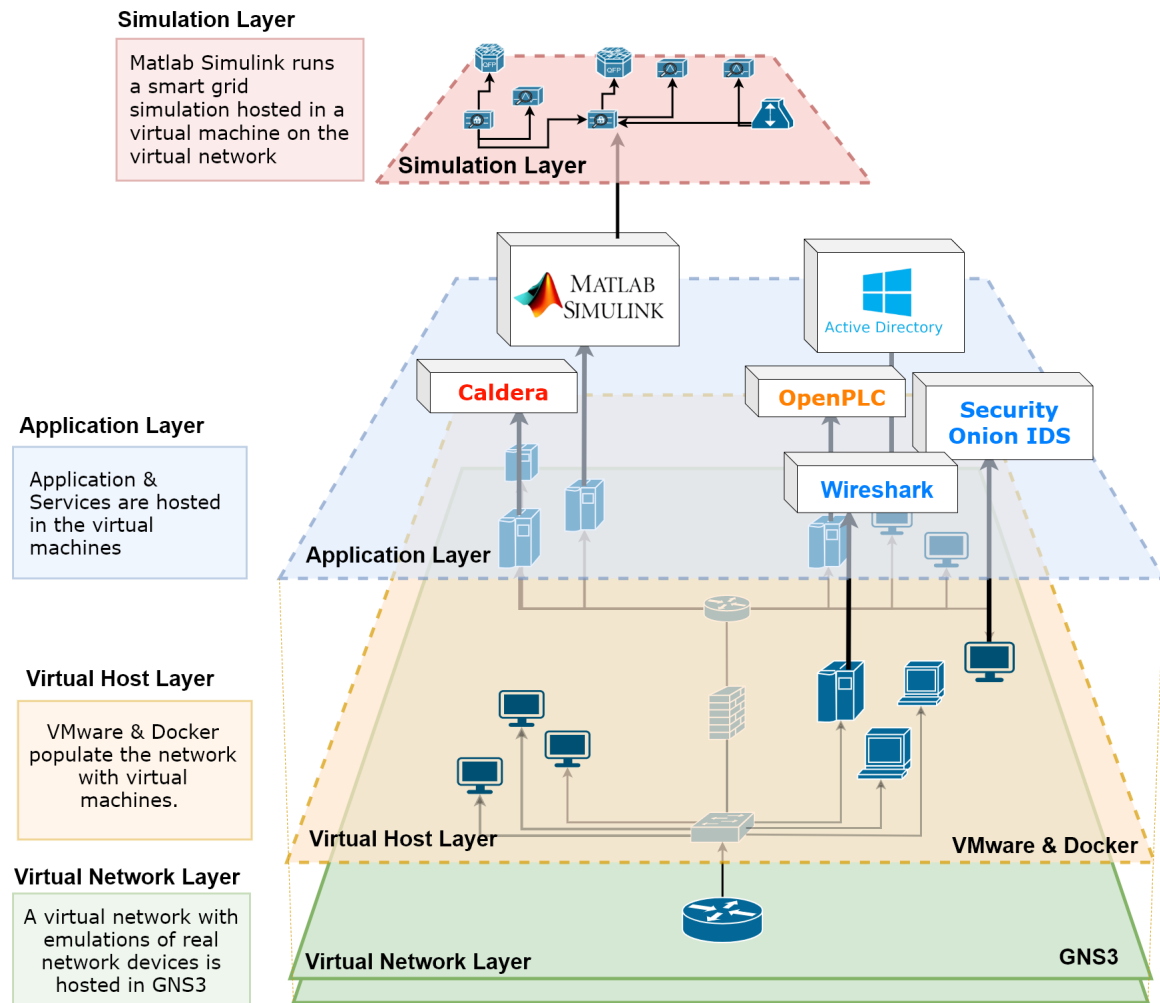 Simulation Layer
Matlab Simulink runs
a smart grid
simulation hosted in a
virtual machine on the
virtual network
QFP
QFP
Simulation Layer
MATLAB
SIMULINK
Active Directory
Caldera
OpenPLC
Security
Onion IDS
Wireshark
Application Layer
Application &
Services are hosted
in the virtual
machines
Application Layer
Virtual Host Layer
VMware & Docker
populate the network
with virtual
machines.
Virtual Host Layer
VMware & Docker
Virtual Network Layer
A virtual network with
emulations of real
network devices is
hosted in GNS3
Virtual Network Layer
GNS3